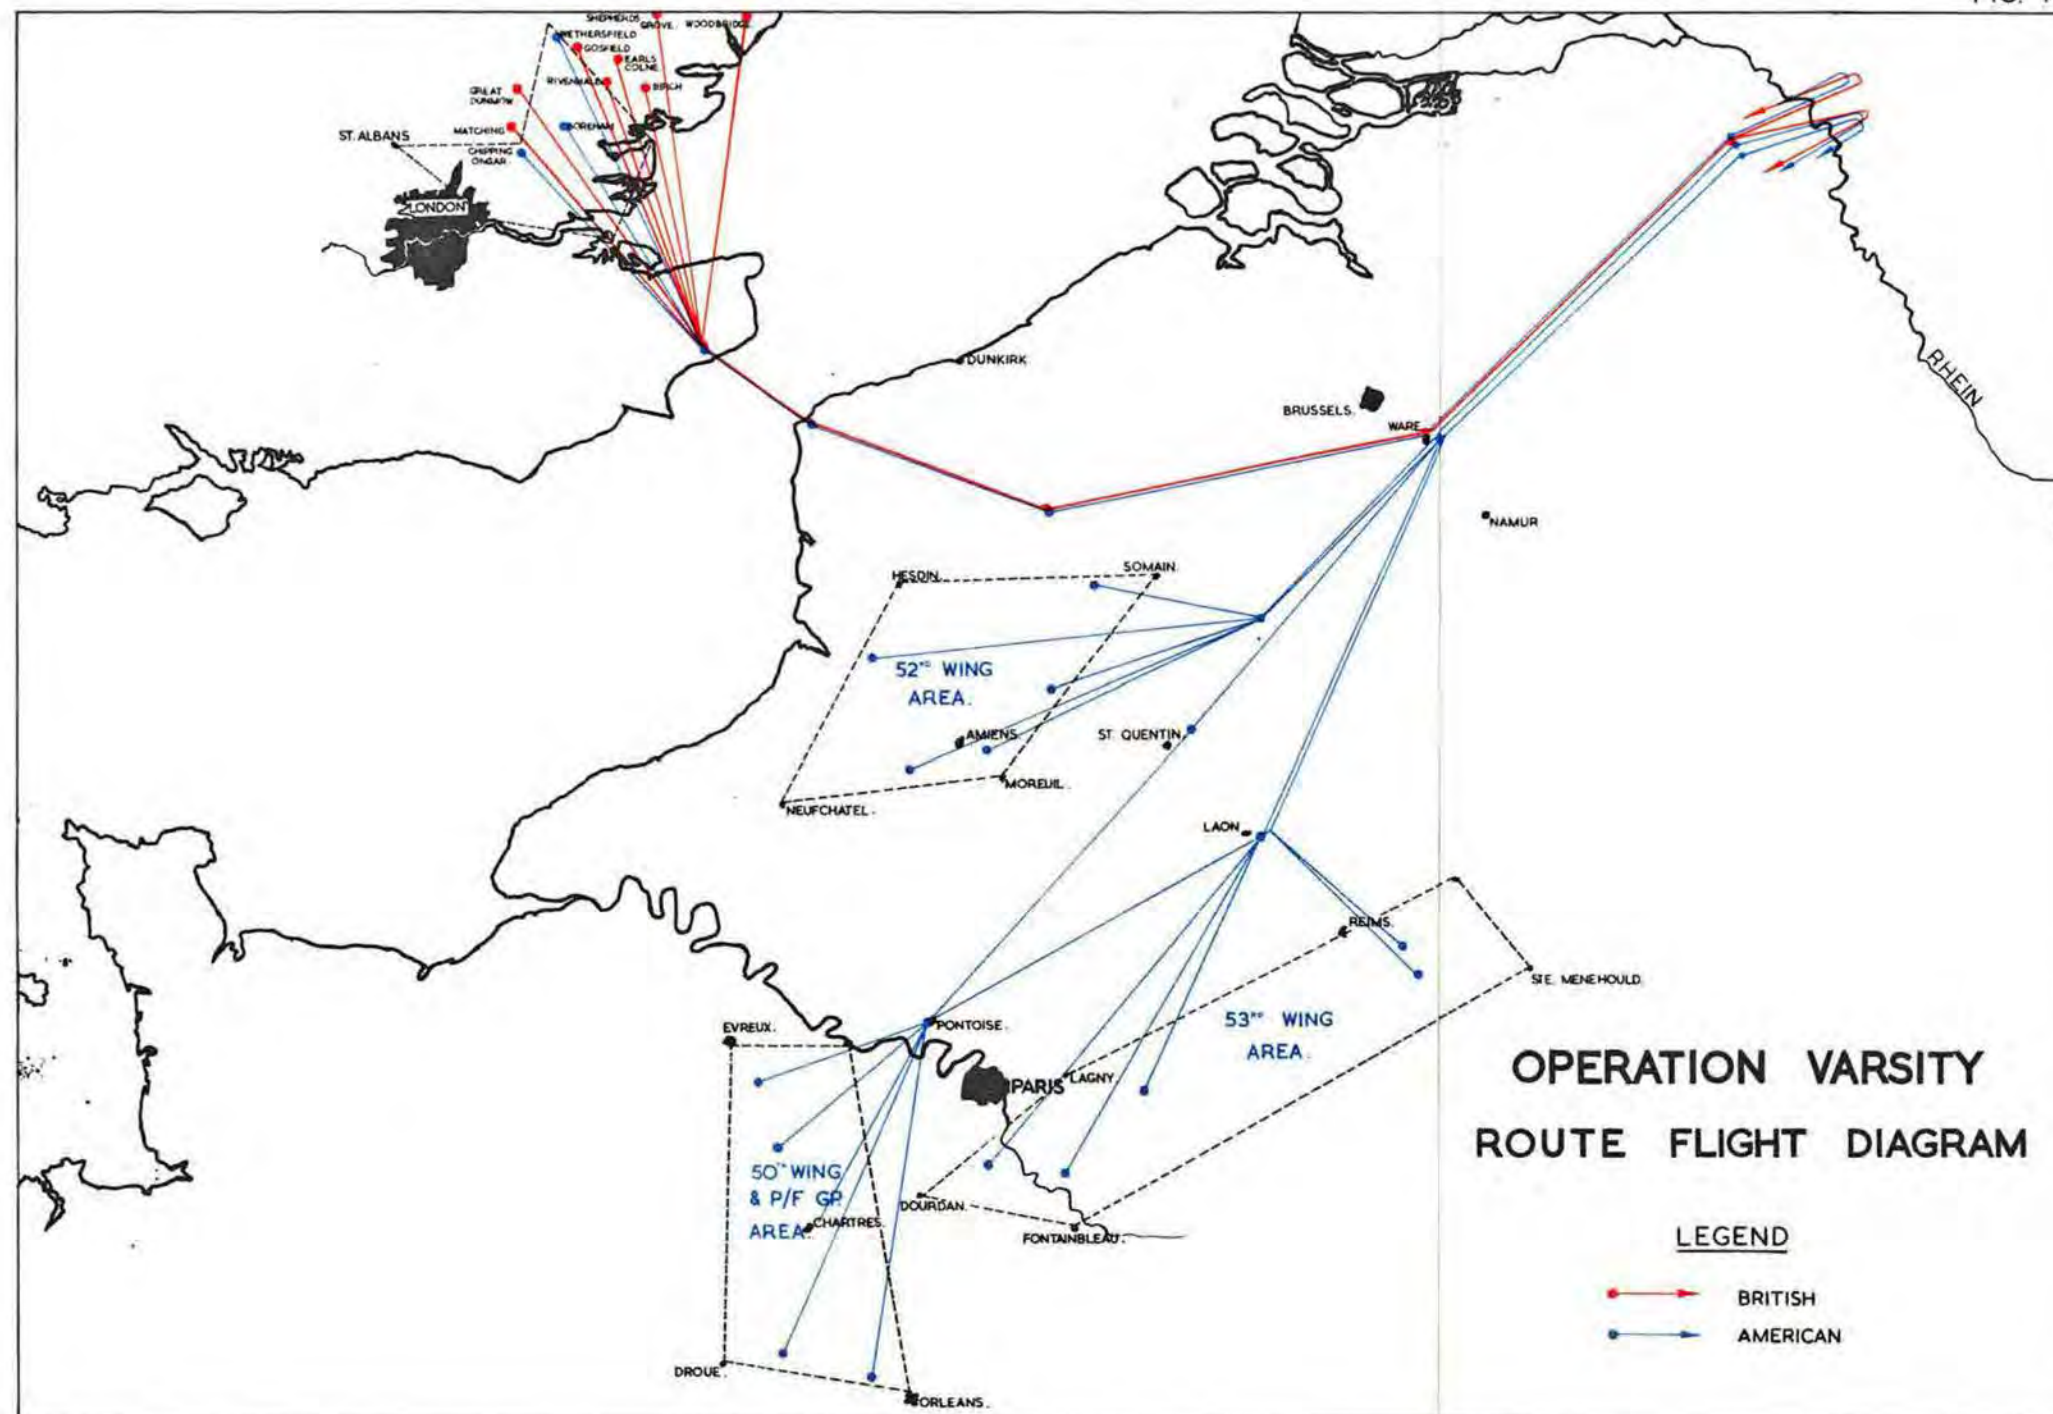 SHEPHERDS
GROVE.
WOODBRIDGE.
WETHERSFIELD
GOSFIELD
EARLS
COLNE.
RIVENHALL
BIRCH
GREAT
DUNMOW.
MATCHING
BOREHAM
CHIPPING
ONGAR.
ST. ALBANS
LONDON
DUNKIRK
BRUSSELS.
WARE.
RHEIN
NAMUR
HESDIN.
SOMAIN.
52ND WING
AREA.
AMIENS.
ST. QUENTIN.
MOREUIL.
NEUFCHATEL.
LAON
REIMS.
STE. MENEHOULD.
53RD WING
AREA.
EVREUX.
PONTOISE.
PARIS
LAGNY.
50TH WING
& P/F GP.
AREA.
CHARTRES.
DOURDAN.
FONTAINBLEAU.
DROUE.
ORLEANS.
OPERATION VARSITY
ROUTE FLIGHT DIAGRAM
LEGEND
BRITISH
AMERICAN